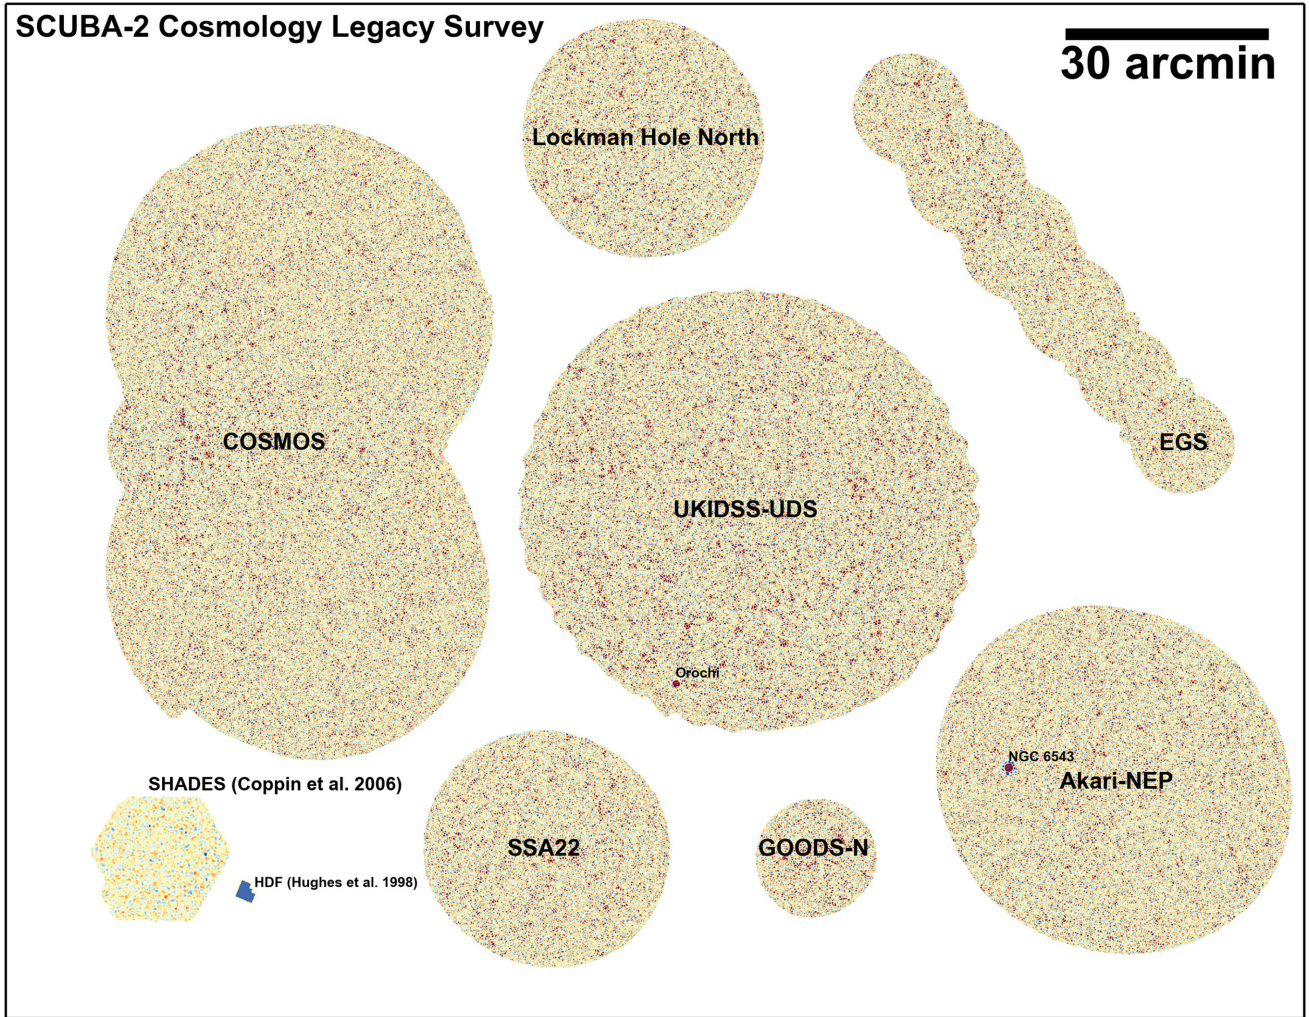 SCUBA-2 Cosmology Legacy Survey
30 arcmin
Lockman Hole North
COSMOS
EGS
UKIDSS-UDS
Orochi
NGC 6543
Akari-NEP
SHADES (Coppin et al. 2006)
HDF (Hughes et al. 1998)
SSA22
GOODS-N